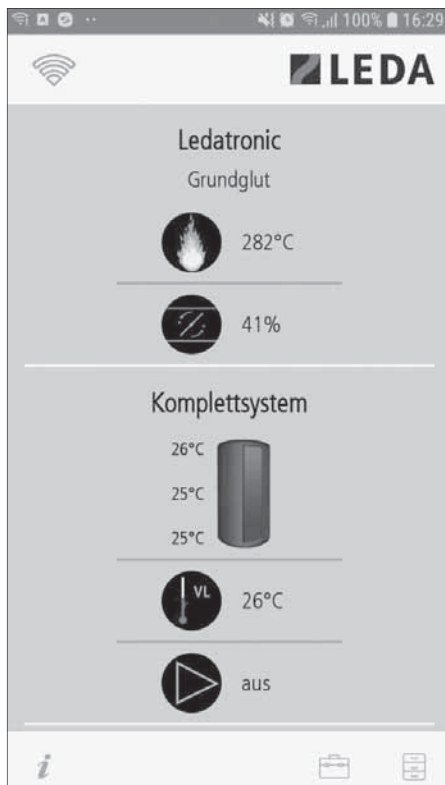 100% 16:29
LEDA
Ledatronic
Grundglut
282°C
41%
Komplettsystem
26°C
25°C
25°C
VL
26°C
aus
i